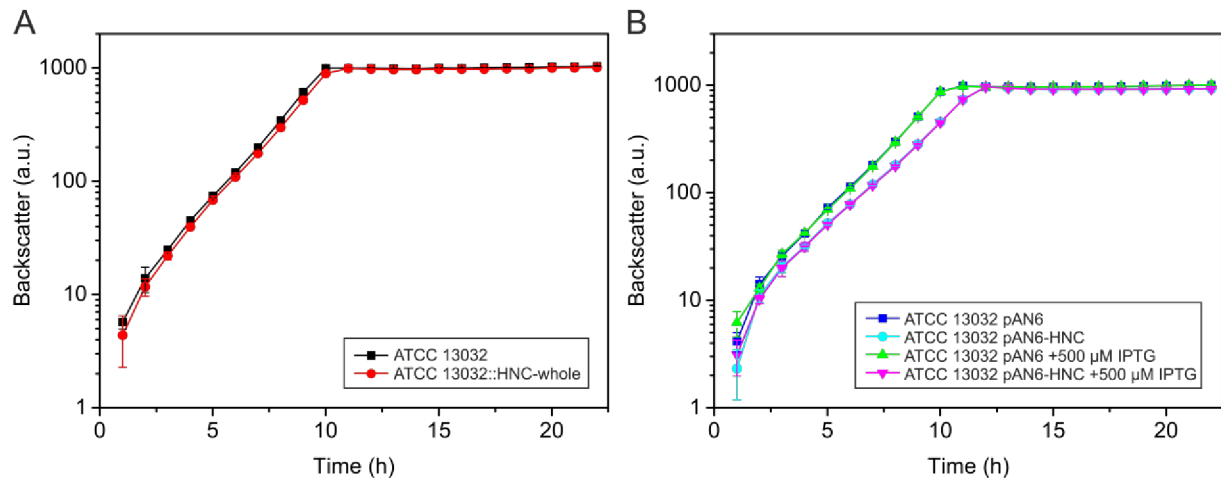 A
Backscatter (a.u.)
1000
100
10
1
ATCC 13032
ATCC 13032::HNC-whole
0 5 10 15 20
Time (h)
B
Backscatter (a.u.)
1000
100
10
1
ATCC 13032 pAN6
ATCC 13032 pAN6-HNC
ATCC 13032 pAN6 +500 µM IPTG
ATCC 13032 pAN6-HNC +500 µM IPTG
0 5 10 15 20
Time (h)